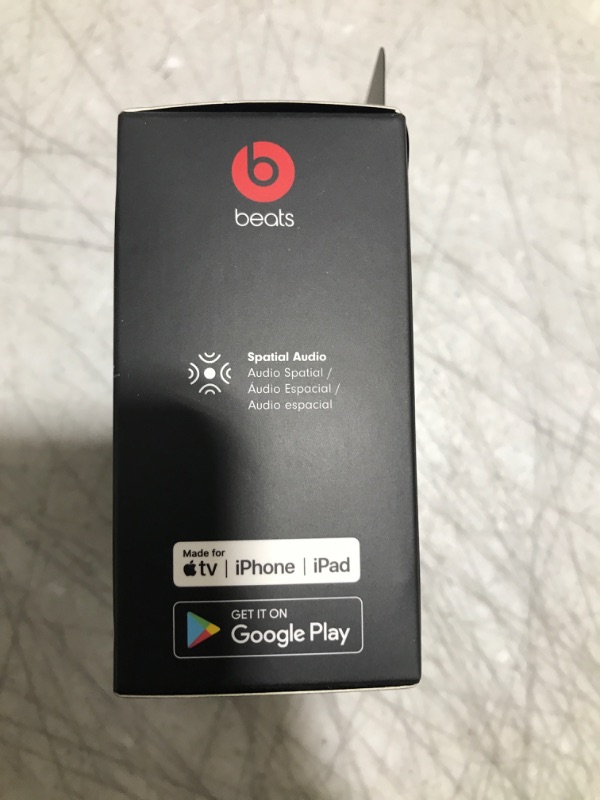 b
beats
Spatial Audio
Audio Spatial /
Áudio Espacial /
Audio espacial
Made for
tv | iPhone | iPad
GET IT ON
Google Play